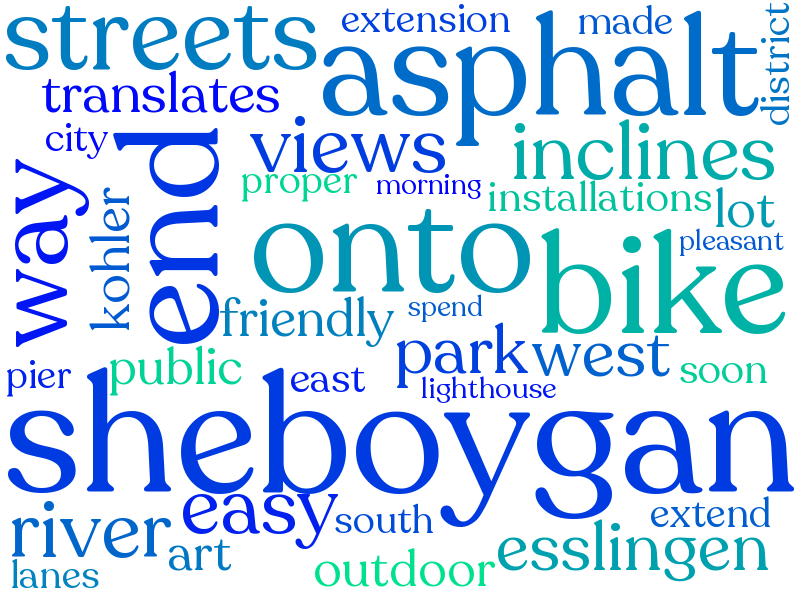 extension
made
district
streets
asphalt
translates
city
end
views
inclines
proper
morning
installations
way
kohler
lot
onto
pleasant
bike
friendly
spend
park
west
public
pier
east
lighthouse
soon
sheboygan
easy
river
south
extend
art
esslingen
lanes
outdoor